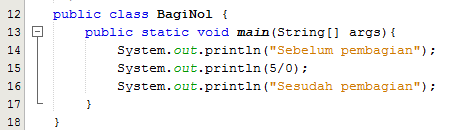 12 public class BagiNol {
13 public static void main(String[] args){
14 System.out.println("Sebelum pembagian");
15 System.out.println(5/0);
16 System.out.println("Sesudah pembagian");
17 }
18 }